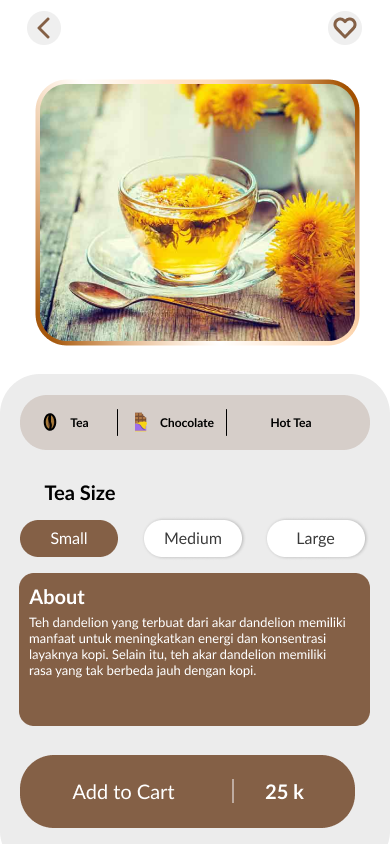 Tea
Chocolate
Hot Tea
Tea Size
Small
Medium
Large
About
Teh dandelion yang terbuat dari akar dandelion memiliki
manfaat untuk meningkatkan energi dan konsentrasi
layaknya kopi. Selain itu, teh akar dandelion memiliki
rasa yang tak berbeda jauh dengan kopi.
Add to Cart
25 k